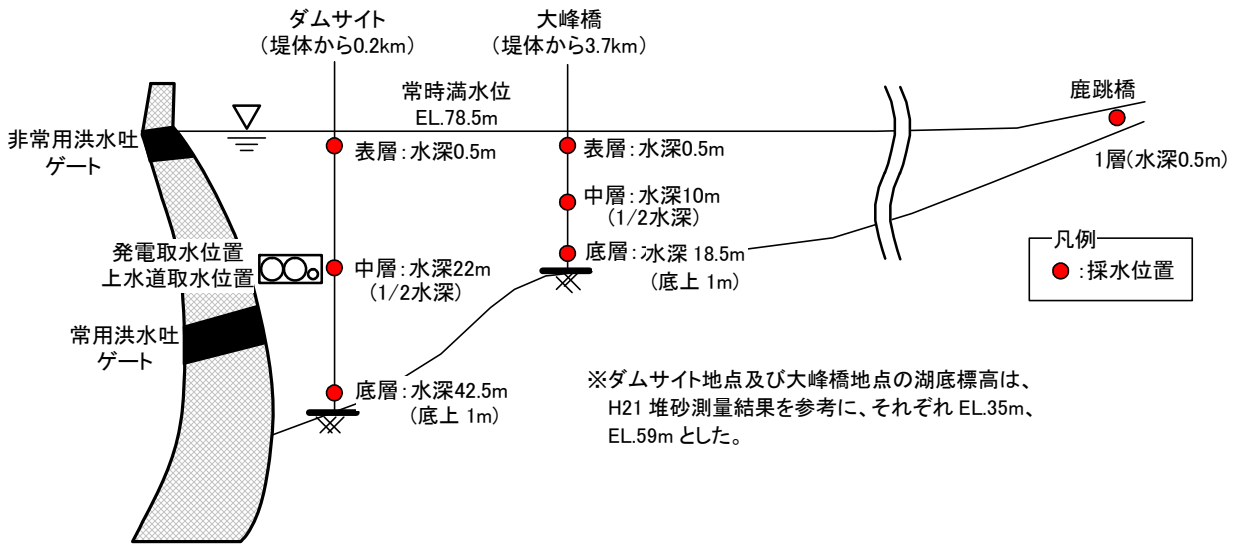 ダムサイト
(堤体から0.2km)
大峰橋
(堤体から3.7km)
常時満水位
EL.78.5m
鹿跳橋
非常用洪水吐
ゲート
表層：水深0.5m
表層：水深0.5m
1層(水深0.5m)
中層：水深10m
(1/2水深)
発電取水位置
上水道取水位置
中層：水深22m
(1/2水深)
底層：水深 18.5m
(底上 1m)
凡例
：採水位置
常用洪水吐
ゲート
底層：水深42.5m
(底上 1m)
※ダムサイト地点及び大峰橋地点の湖底標高は、
H21 堆砂測量結果を参考に、それぞれ EL.35m、
EL.59m とした。